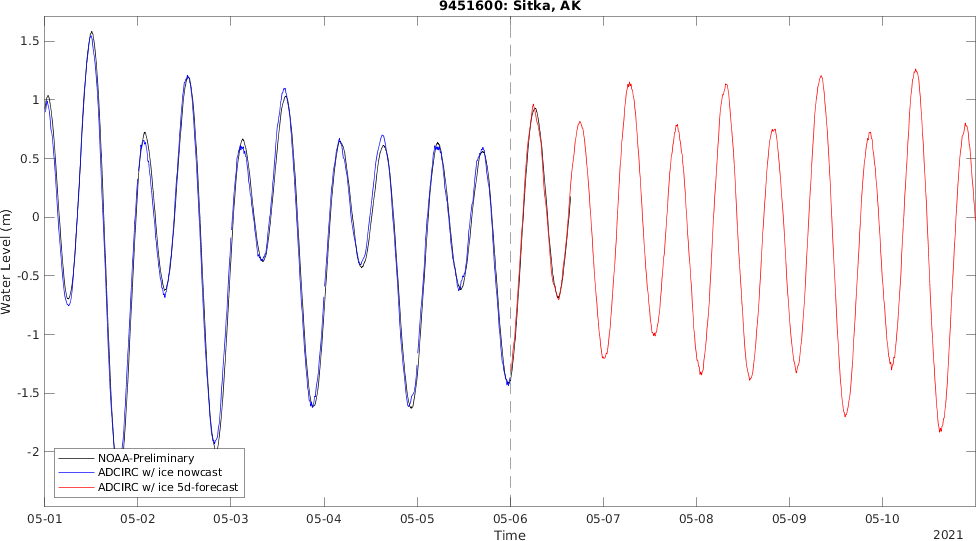 9451600: Sitka, AK
Water Level (m)
1.5
1
0.5
0
-0.5
-1
-1.5
-2
NOAA-Preliminary
ADCIRC w/ ice nowcast
ADCIRC w/ ice 5d-forecast
05-01 05-02 05-03 05-04 05-05 05-06 05-07 05-08 05-09 05-10
Time
2021